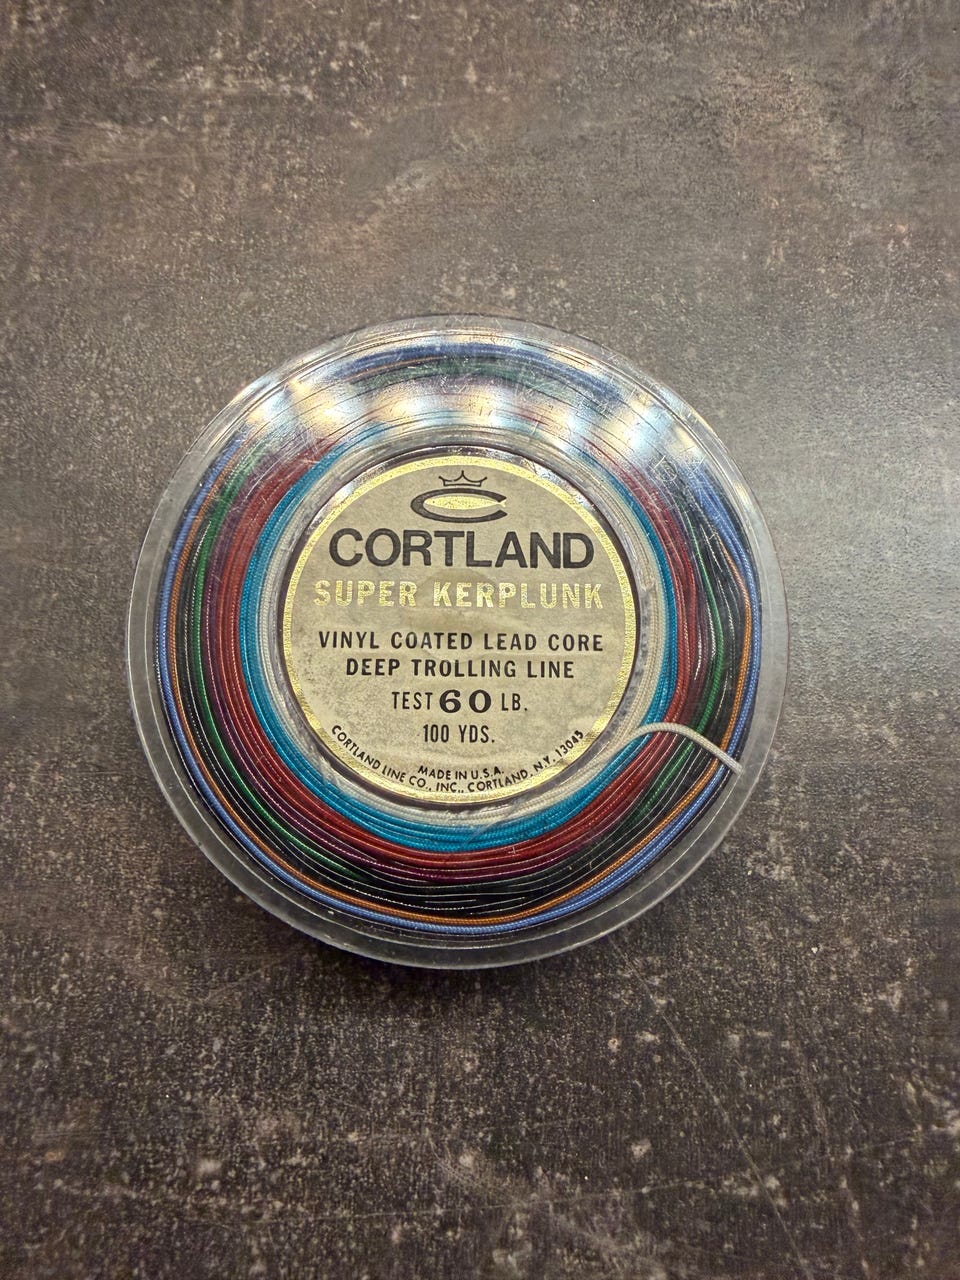 CORTLAND
SUPER KERPLUNK
VINYL COATED LEAD CORE
DEEP TROLLING LINE
TEST 60 LB.
100 YDS.
MADE IN U.S.A.
CORTLAND LINE CO., INC., CORTLAND, N.Y. 13045